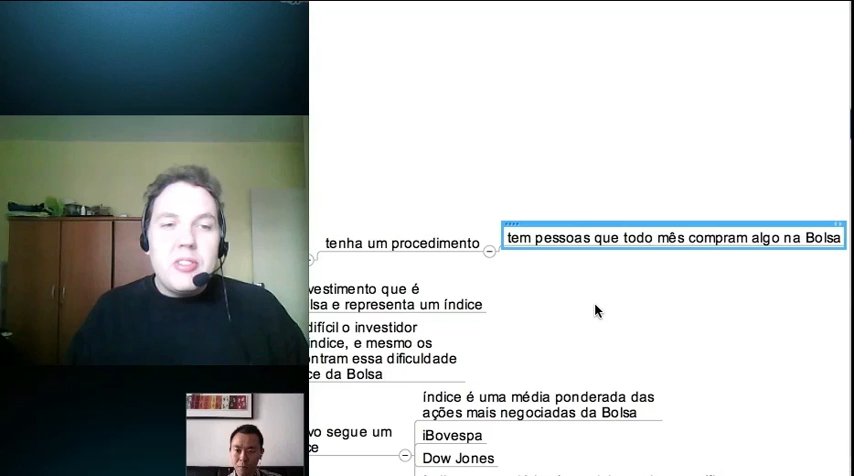 tenha um procedimento
tem pessoas que todo mês compram algo na Bolsa
vestimento que é
lsa e representa um índice
difícil o investidor
índice, e mesmo os
ontram essa dificuldade
ce da Bolsa
índice é uma média ponderada das
ações mais negociadas da Bolsa
vo segue um
ce
iBovespa
Dow Jones